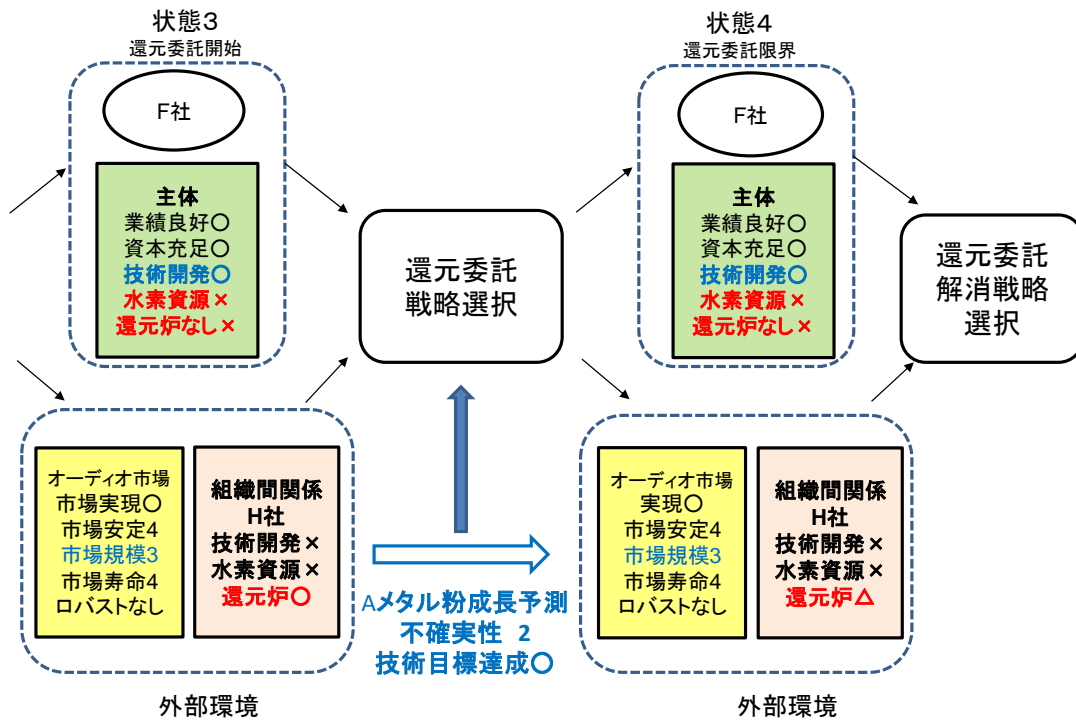 状態3
還元委託開始
F社
主体
業績良好○
資本充足○
技術開発○
水素資源×
還元炉なし×
還元委託
戦略選択
オーディオ市場
市場実現○
市場安定4
市場規模3
市場寿命4
ロバストなし
組織間関係
H社
技術開発×
水素資源×
還元炉○
外部環境
Aメタル粉成長予測
不確実性 2
技術目標達成○
状態4
還元委託限界
F社
主体
業績良好○
資本充足○
技術開発○
水素資源×
還元炉なし×
還元委託
解消戦略
選択
オーディオ市場
実現○
市場安定4
市場規模3
市場寿命4
ロバストなし
組織間関係
H社
技術開発×
水素資源×
還元炉△
外部環境